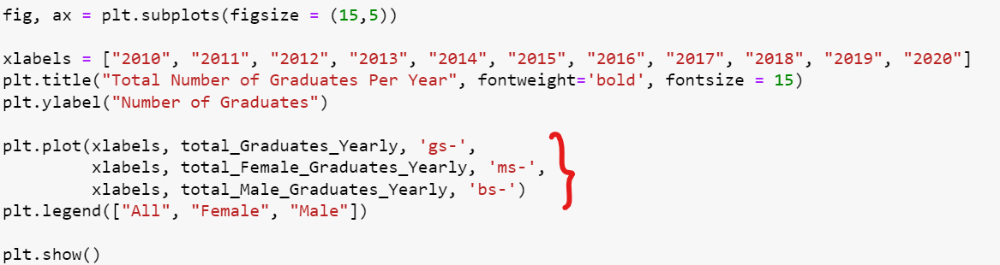 fig, ax = plt.subplots(figsize = (15,5))
xlabels = ["2010", "2011", "2012", "2013", "2014", "2015", "2016", "2017", "2018", "2019", "2020"]
plt.title("Total Number of Graduates Per Year", fontweight='bold', fontsize = 15)
plt.ylabel("Number of Graduates")
plt.plot(xlabels, total_Graduates_Yearly, 'gs-',
xlabels, total_Female_Graduates_Yearly, 'ms-',
xlabels, total_Male_Graduates_Yearly, 'bs-')
plt.legend(["All", "Female", "Male"])
plt.show()